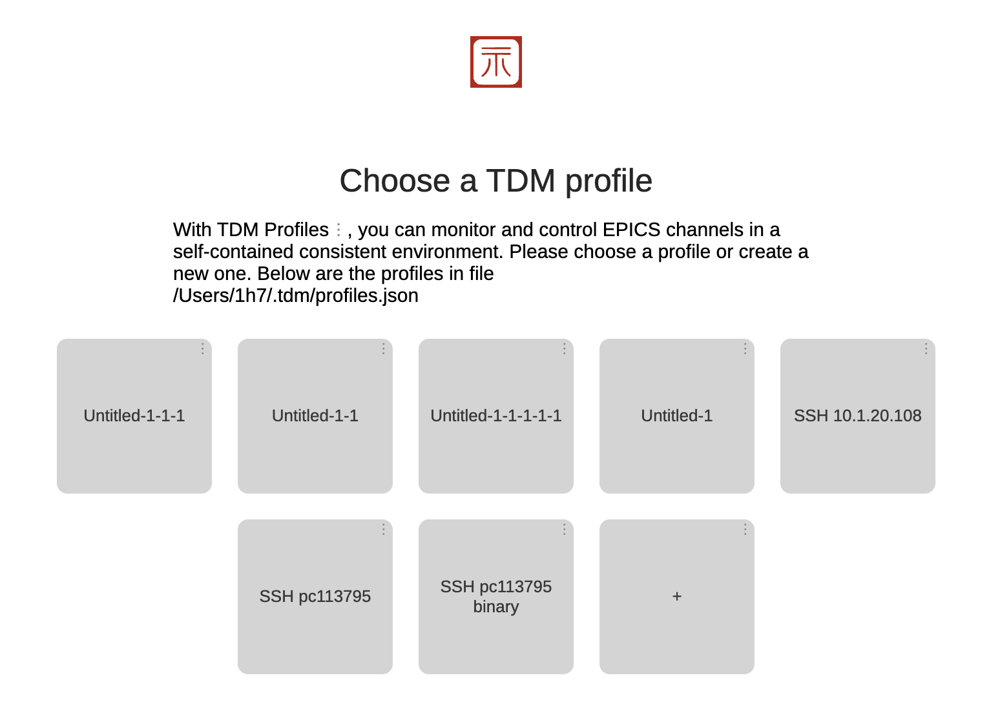 Choose a TDM profile
With TDM Profiles ⋮ , you can monitor and control EPICS channels in a
self-contained consistent environment. Please choose a profile or create a
new one. Below are the profiles in file
/Users/1h7/.tdm/profiles.json
Untitled-1-1-1
Untitled-1-1
Untitled-1-1-1-1-1
Untitled-1
SSH 10.1.20.108
SSH pc113795
SSH pc113795
binary
+